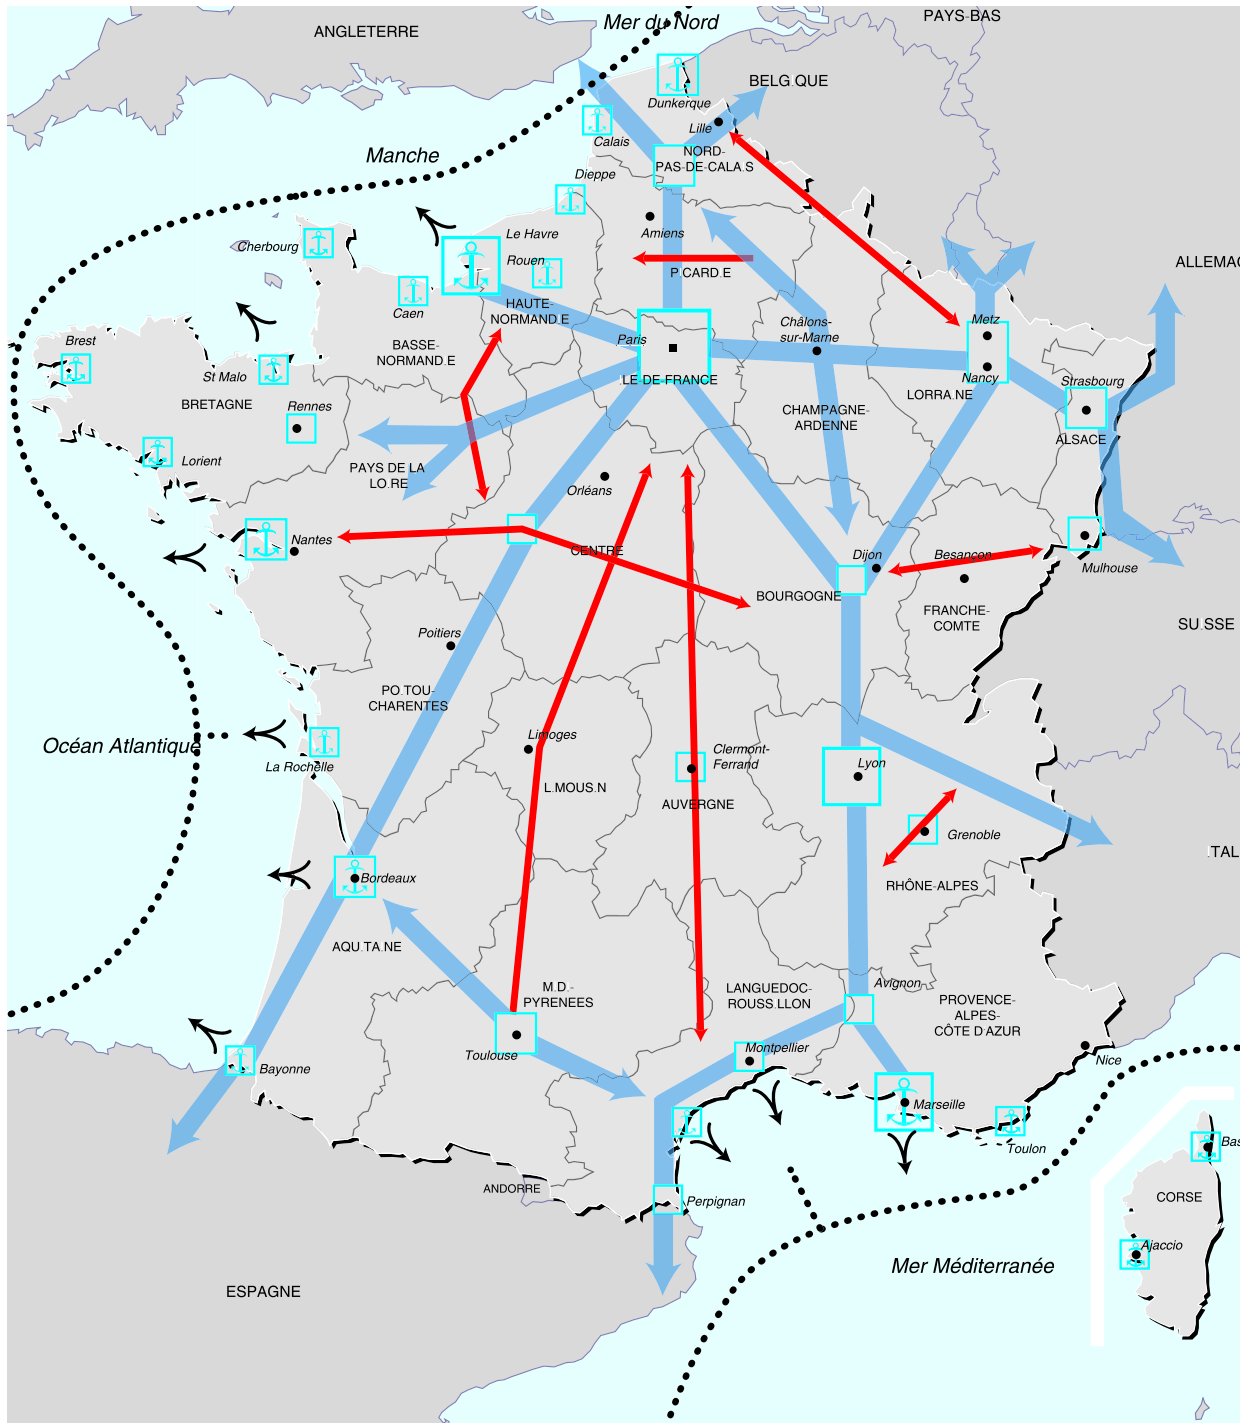 Mer du Nord
PAYS-BAS
ANGLETERRE
BELG.QUE
Dunkerque
Lille
Calais
Manche
NORD-
PAS-DE-CALA.S
Dieppe
Amiens
Le Havre
Cherbourg
Rouen
ALLEMAG
P.CARD.E
HAUTE-
NORMAND.E
Caen
Châlons-
sur-Marne
Metz
Brest
Paris
BASSE-
NORMAND.E
St Malo
LE-DE-FRANCE
Nancy
Strasbourg
LORRA.NE
BRETAGNE
Rennes
CHAMPAGNE-
ARDENNE
ALSACE
Lorient
PAYS DE LA
LO.RE
Orléans
Nantes
CENTRE
Dijon
Besançon
Mulhouse
BOURGOGNE
FRANCHE-
COMTE
SU.SSE
Poitiers
PO.TOU-
CHARENTES
Océan Atlantique
Limoges
Clermont-
Ferrand
Lyon
La Rochelle
L.MOUS.N
AUVERGNE
Grenoble
.TAL
Bordeaux
RHÔNE-ALPES
AQU.TA.NE
M.D.-
PYRENEES
LANGUEDOC-
ROUSS.LLON
Avignon
PROVENCE-
ALPES-
CÔTE D'AZUR
Toulouse
Montpellier
Nice
Bayonne
Marseille
Toulon
Bas
ANDORRE
Perpignan
CORSE
Ajaccio
Mer Méditerranée
ESPAGNE